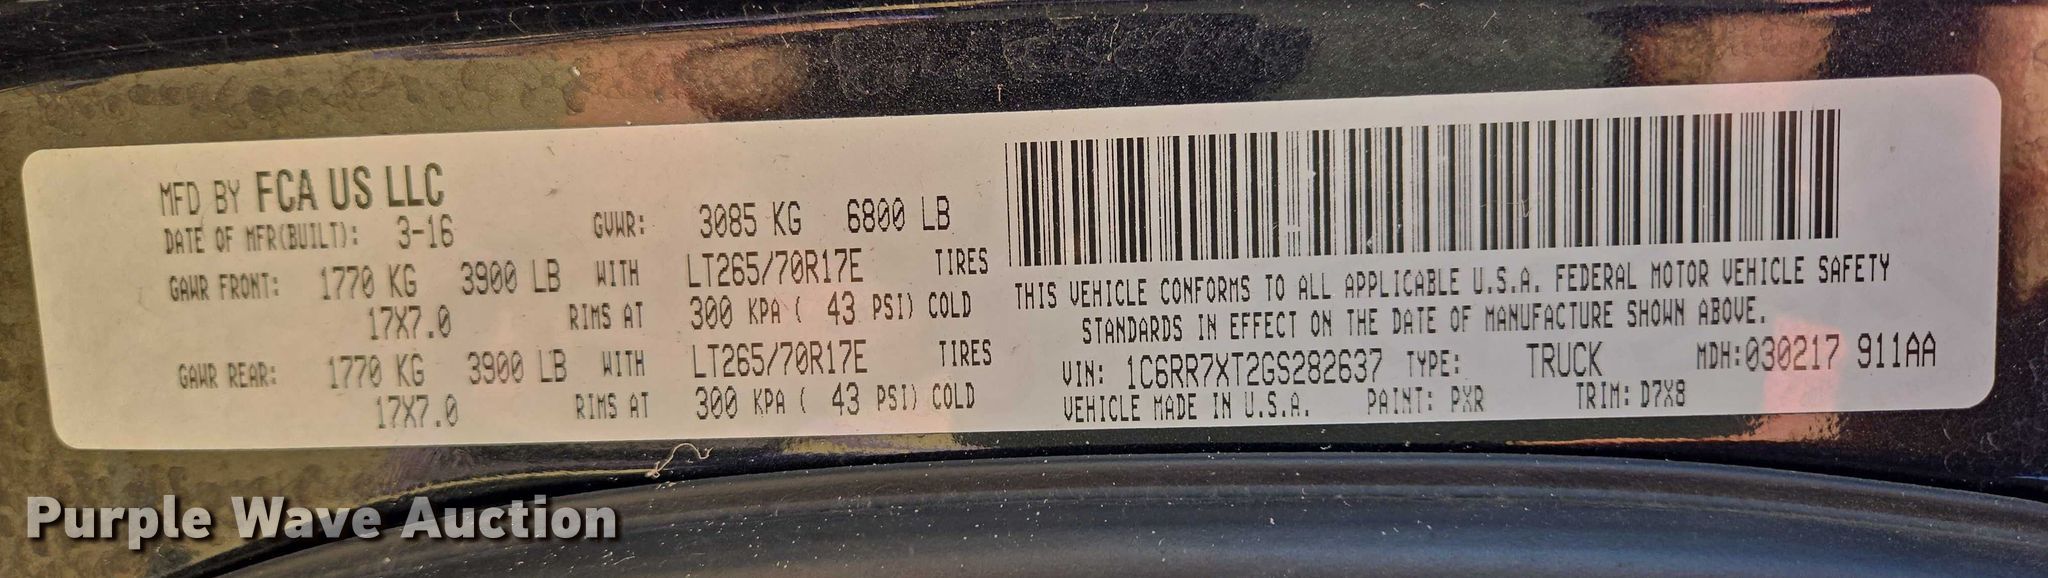 MFD BY FCA US LLC
DATE OF MFR(BUILT): 3-16 GVWR: 3085 KG 6800 LB
GAWR FRONT: 1770 KG 3900 LB WITH LT265/70R17E TIRES
17X7.0 RIMS AT 300 KPA ( 43 PSI) COLD
GAWR REAR: 1770 KG 3900 LB WITH LT265/70R17E TIRES
17X7.0 RIMS AT 300 KPA ( 43 PSI) COLD
THIS VEHICLE CONFORMS TO ALL APPLICABLE U.S.A. FEDERAL MOTOR VEHICLE SAFETY
STANDARDS IN EFFECT ON THE DATE OF MANUFACTURE SHOWN ABOVE.
VIN: 1C6RR7XT2GS282637 TYPE: TRUCK MDH:030217 911AA
VEHICLE MADE IN U.S.A. PAINT: PXR TRIM: D7X8
Purple Wave Auction